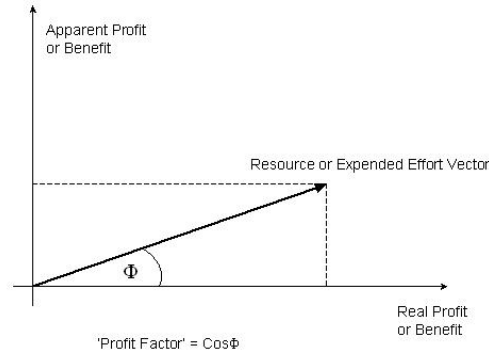 Apparent Profit
or Benefit
Resource or Expended Effort Vector
Φ
Real Profit
or Benefit
'Profit Factor' = CosΦ